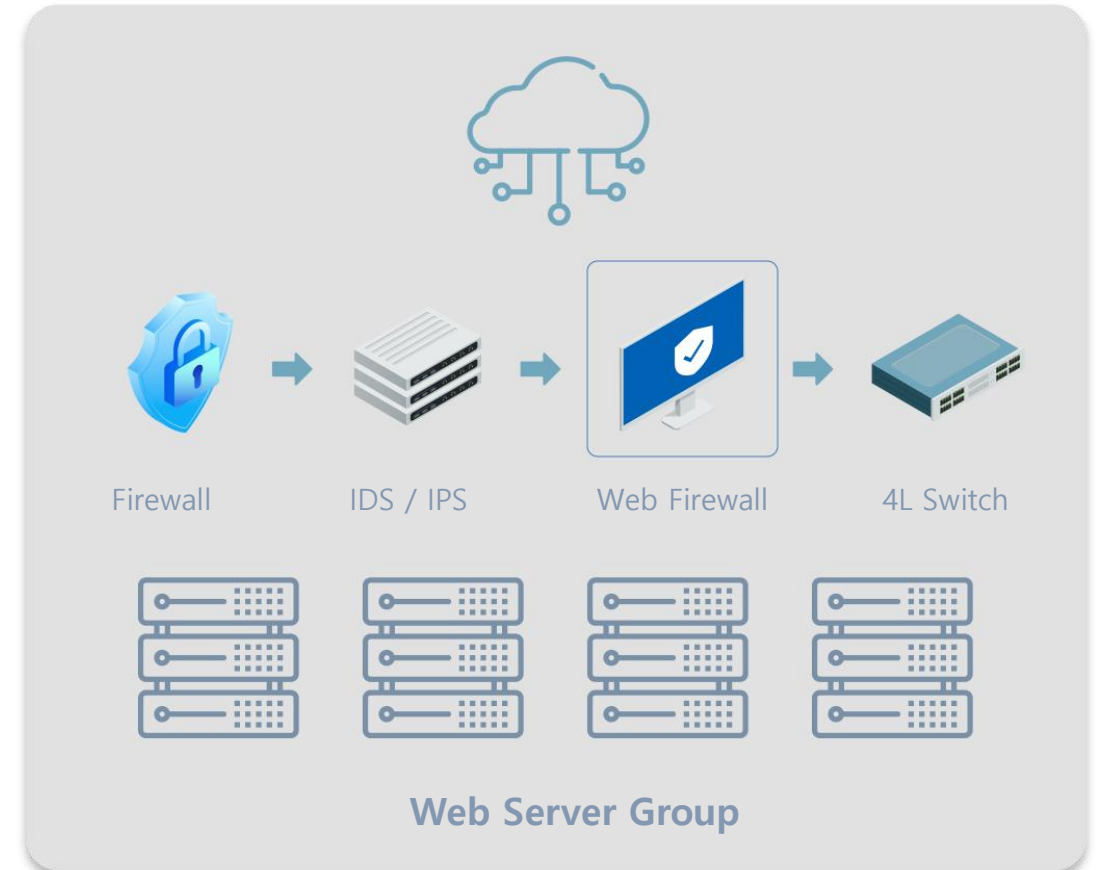 Firewall
IDS / IPS
Web Firewall
4L Switch
Web Server Group